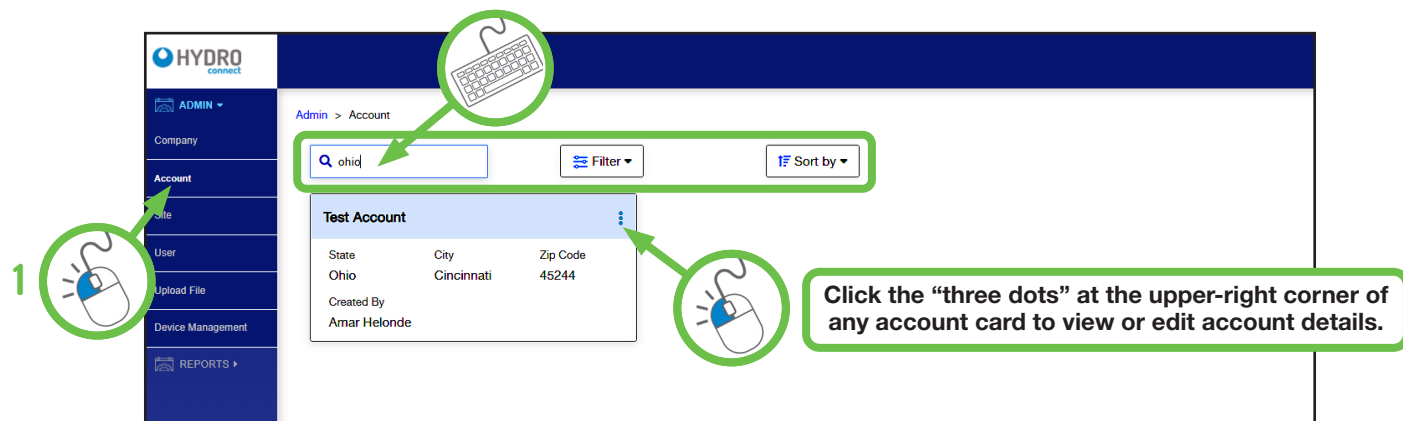 HYDRO
connect
ADMIN
Admin > Account
Company
ohio
Filter
Sort by
Account
Test Account
Site
State City Zip Code
User
Ohio Cincinnati 45244
1
Upload File
Created By
Amar Helonde
Device Management
REPORTS
Click the “three dots” at the upper-right corner of
any account card to view or edit account details.